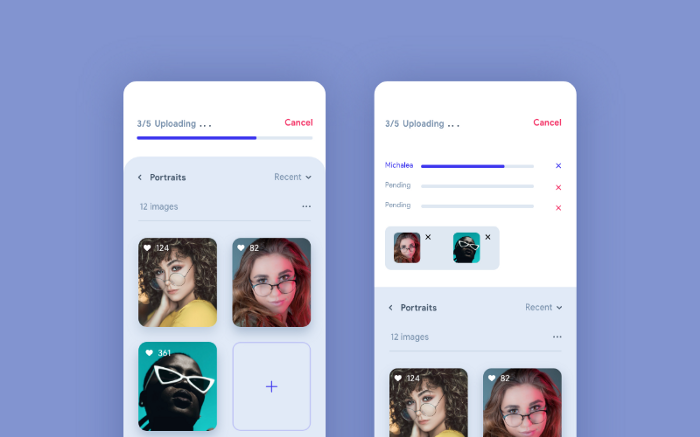 3/5 Uploading ...
Cancel
Portraits
Recent
12 images
124
82
361
3/5 Uploading ...
Cancel
Michalea
Pending
Pending
Portraits
Recent
12 images
124
82